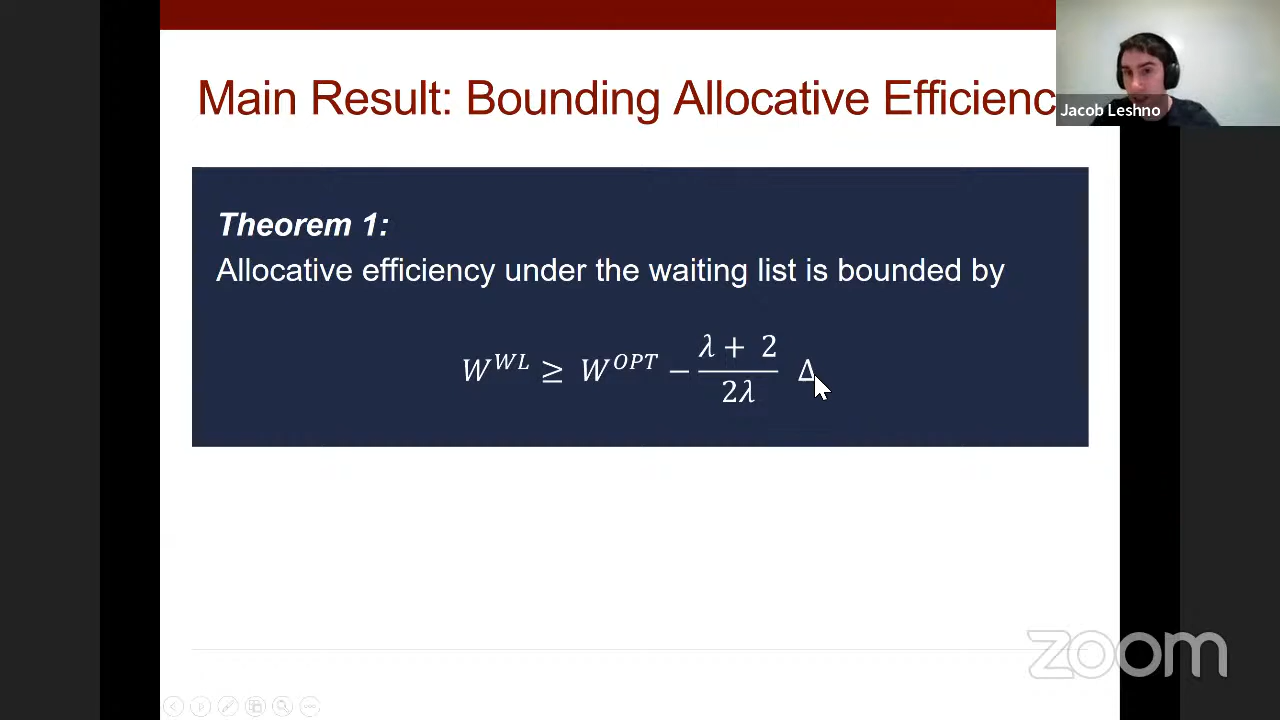 Main Result: Bounding Allocative Efficienc
Jacob Leshno
Theorem 1:
Allocative efficiency under the waiting list is bounded by
W^{WL} ≥ W^{OPT} − \frac{λ + 2}{2λ} Δ
zoom